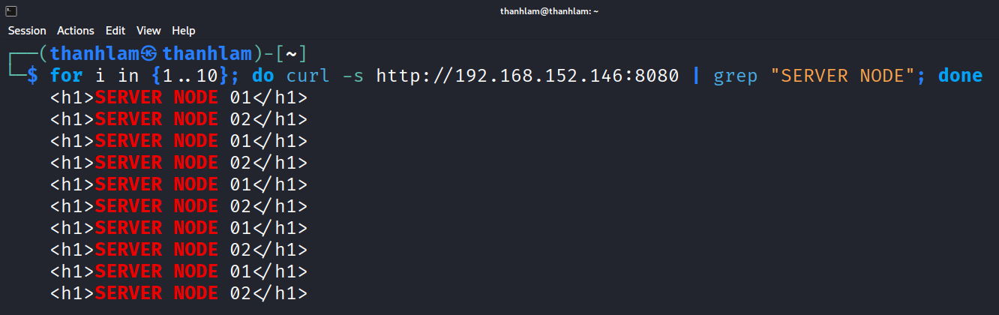 thanhlam@thanhlam: ~
Session Actions Edit View Help
┌──(thanhlam㉿thanhlam)-[~]
└─$ for i in {1..10}; do curl -s http://192.168.152.146:8080 | grep "SERVER NODE"; done
<h1>SERVER NODE 01</h1>
<h1>SERVER NODE 02</h1>
<h1>SERVER NODE 01</h1>
<h1>SERVER NODE 02</h1>
<h1>SERVER NODE 01</h1>
<h1>SERVER NODE 02</h1>
<h1>SERVER NODE 01</h1>
<h1>SERVER NODE 02</h1>
<h1>SERVER NODE 01</h1>
<h1>SERVER NODE 02</h1>